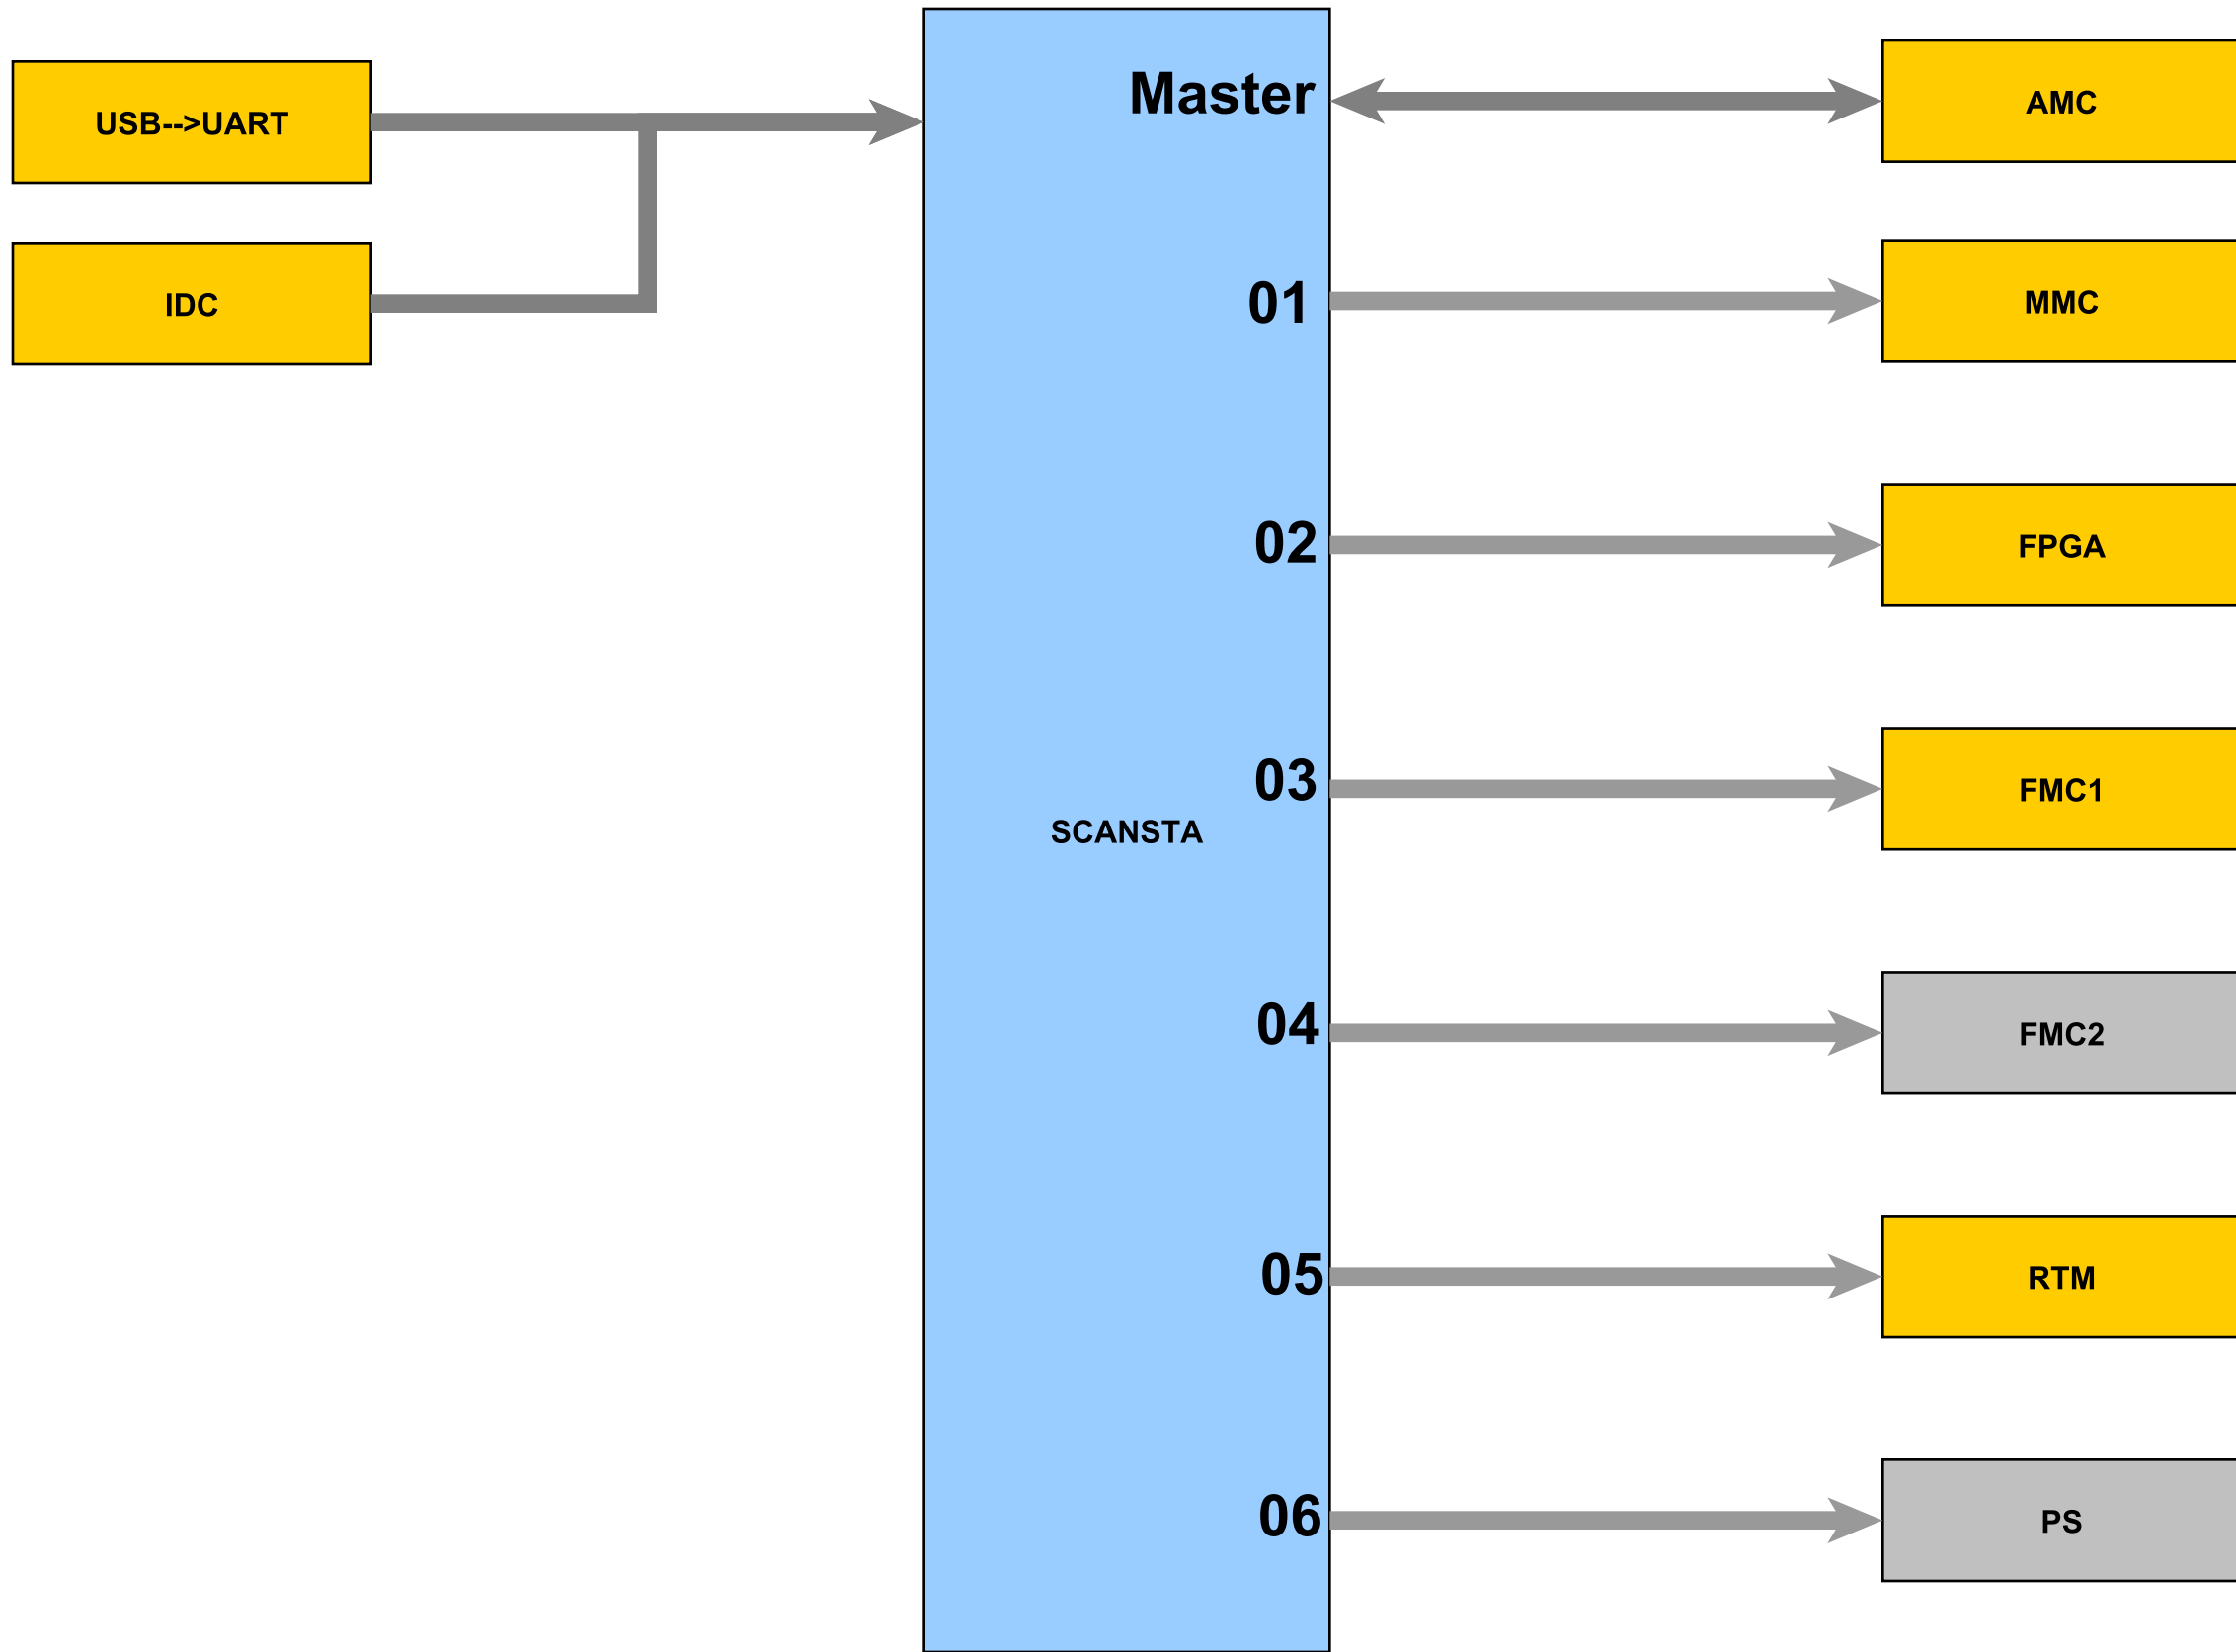 USB-->UART
IDC
Master
01
02
03
SCANSTA
04
05
06
AMC
MMC
FPGA
FMC1
FMC2
RTM
PS